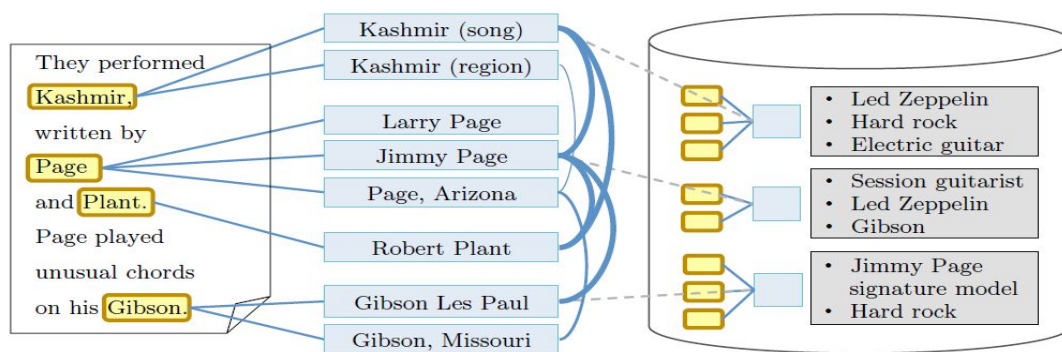 They performed
Kashmir,
written by
Page
and Plant.
Page played
unusual chords
on his Gibson.
Kashmir (song)
Kashmir (region)
Larry Page
Jimmy Page
Page, Arizona
Robert Plant
Gibson Les Paul
Gibson, Missouri
• Led Zeppelin
• Hard rock
• Electric guitar
• Session guitarist
• Led Zeppelin
• Gibson
• Jimmy Page
signature model
• Hard rock